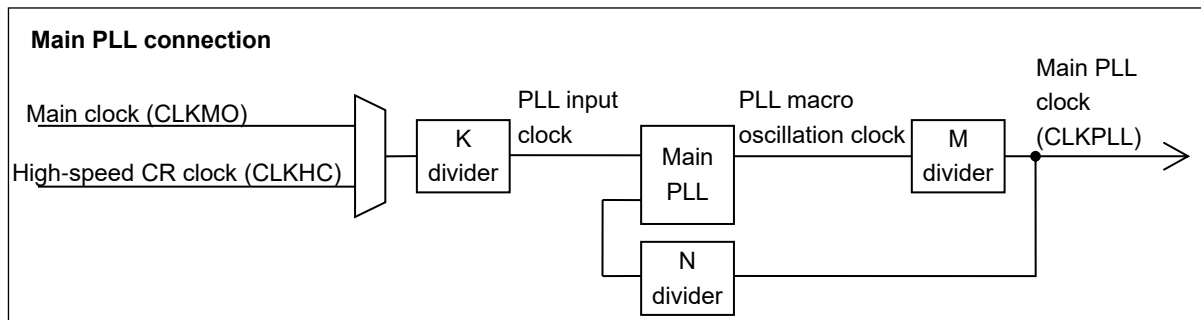 Main PLL connection
Main clock (CLKMO)
High-speed CR clock (CLKHC)
K
divider
PLL input
clock
Main
PLL
PLL macro
oscillation clock
M
divider
Main PLL
clock
(CLKPLL)
N
divider